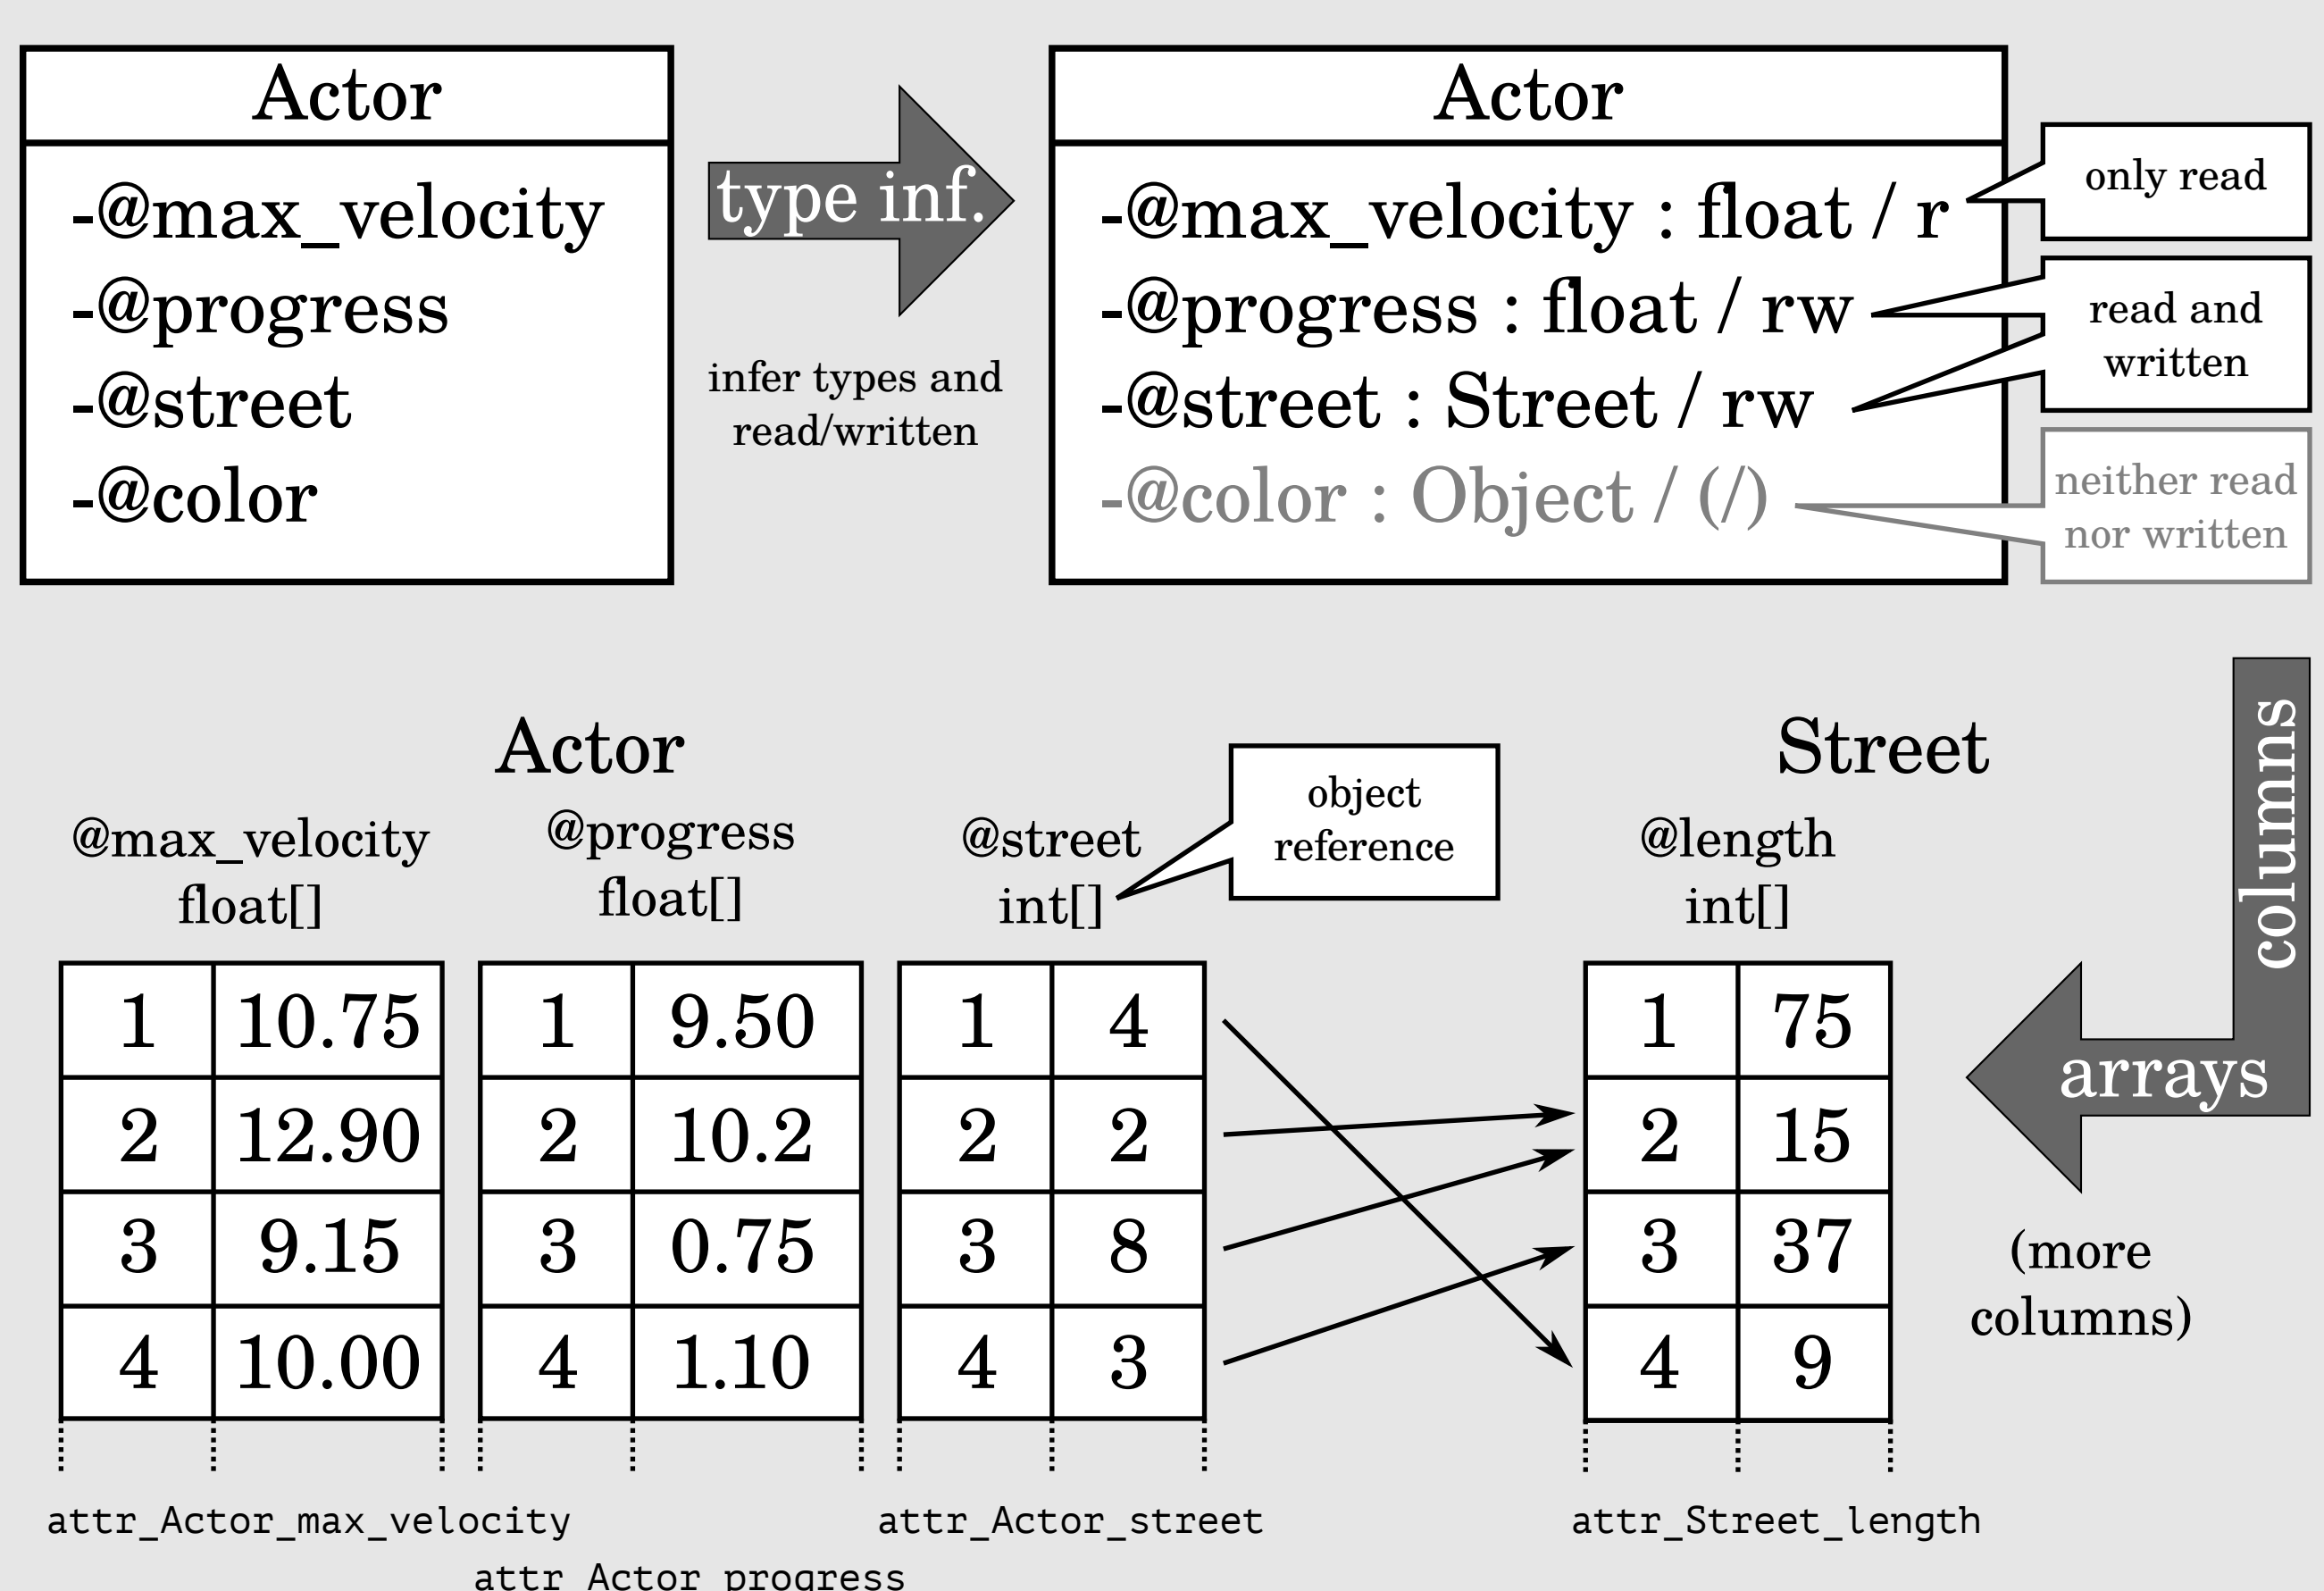 Actor
-@max_velocity
-@progress
-@street
-@color
type inf.
infer types and
read/written
Actor
-@max_velocity : float / r
-@progress : float / rw
-@street : Street / rw
-@color : Object / (/)
only read
read and
written
neither read
nor written
columns
arrays
(more
columns)
Actor
@max_velocity
float[]
1 10.75
2 12.90
3 9.15
4 10.00
attr_Actor_max_velocity
@progress
float[]
1 9.50
2 10.2
3 0.75
4 1.10
attr_Actor_progress
@street
int[]
object
reference
1 4
2 2
3 8
4 3
attr_Actor_street
Street
@length
int[]
1 75
2 15
3 37
4 9
attr_Street_length